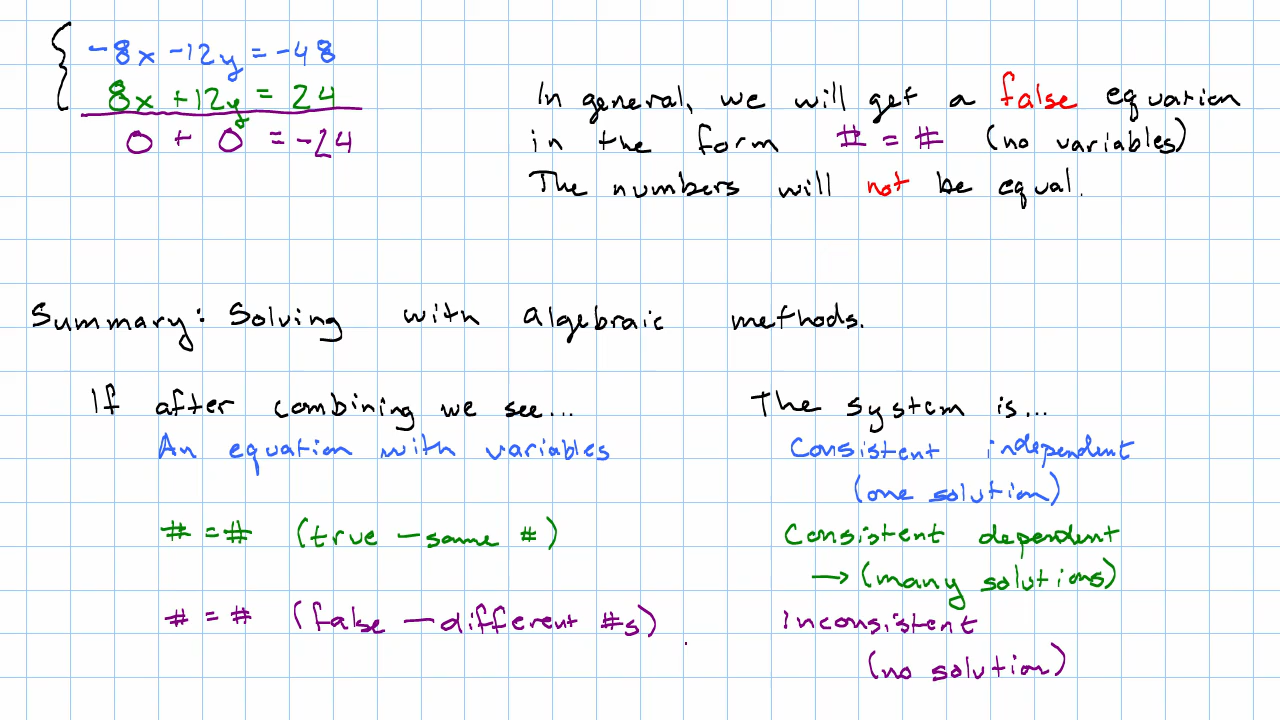 -8x -12y = -48
8x +12y = 24
0 + 0 = -24
In general, we will get a false equation
in the form # = # (no variables)
The numbers will not be equal.
Summary: Solving with algebraic methods.
If after combining we see...
An equation with variables
# = # (true - same #)
# = # (false - different #s)
The system is...
Consistent independent
(one solution)
Consistent dependent
→ (many solutions)
Inconsistent
(no solution)